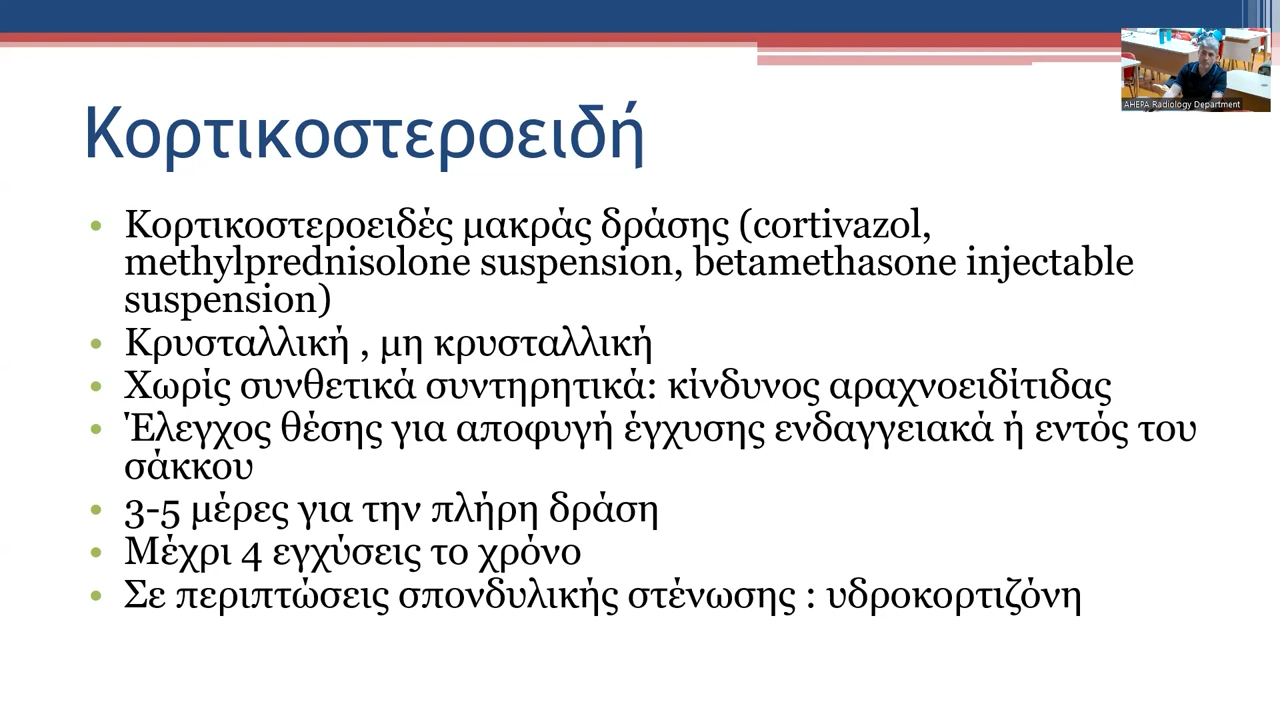 AHEPA Radiology Department
Κορτικοστεροειδή
• Κορτικοστεροειδές μακράς δράσης (cortivazol,
methylprednisolone suspension, betamethasone injectable
suspension)
• Κρυσταλλική , μη κρυσταλλική
• Χωρίς συνθετικά συντηρητικά: κίνδυνος αραχνοειδίτιδας
• Έλεγχος θέσης για αποφυγή έγχυσης ενδαγγειακά ή εντός του
σάκκου
• 3-5 μέρες για την πλήρη δράση
• Μέχρι 4 εγχύσεις το χρόνο
• Σε περιπτώσεις σπονδυλικής στένωσης : υδροκορτιζόνη